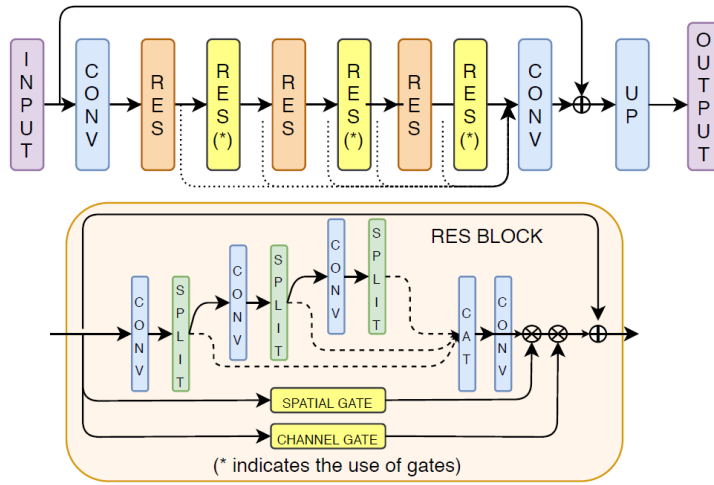 INPUT
CONV
RES
RES(*)
RES
RES(*)
RES
RES(*)
CONV
UP
OUTPUT
RES BLOCK
CONV
SPLIT
CONV
SPLIT
CONV
SPLIT
CAT
CONV
SPATIAL GATE
CHANNEL GATE
(* indicates the use of gates)